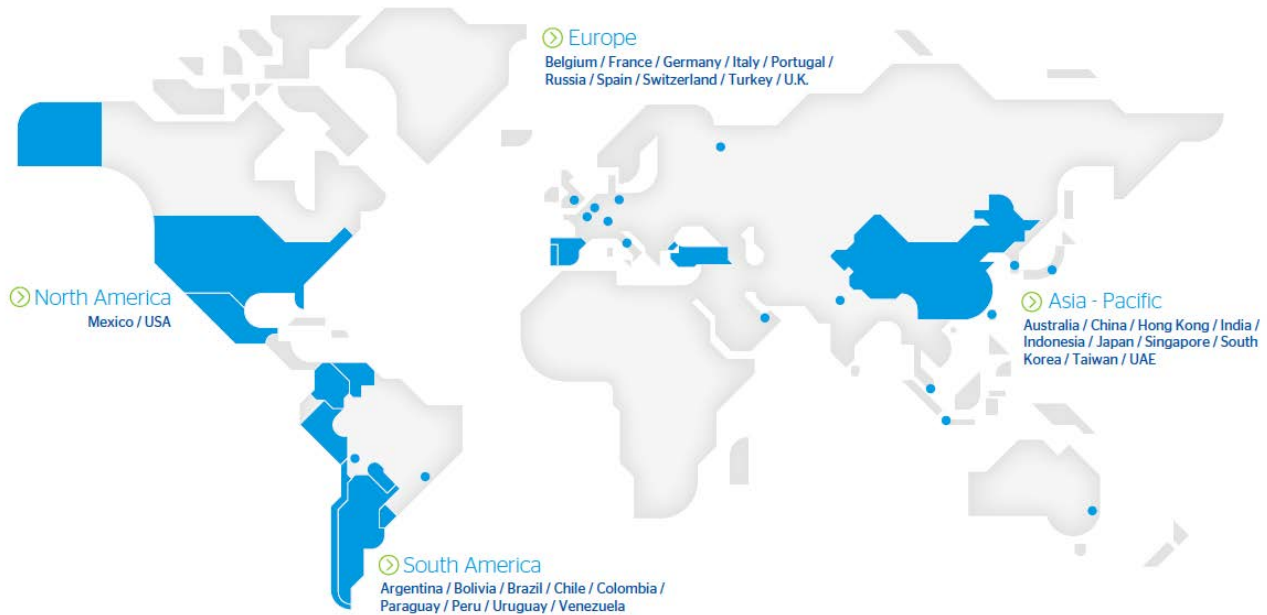 Europe
Belgium / France / Germany / Italy / Portugal /
Russia / Spain / Switzerland / Turkey / U.K.
North America
Mexico / USA
Asia - Pacific
Australia / China / Hong Kong / India /
Indonesia / Japan / Singapore / South
Korea / Taiwan / UAE
South America
Argentina / Bolivia / Brazil / Chile / Colombia /
Paraguay / Peru / Uruguay / Venezuela